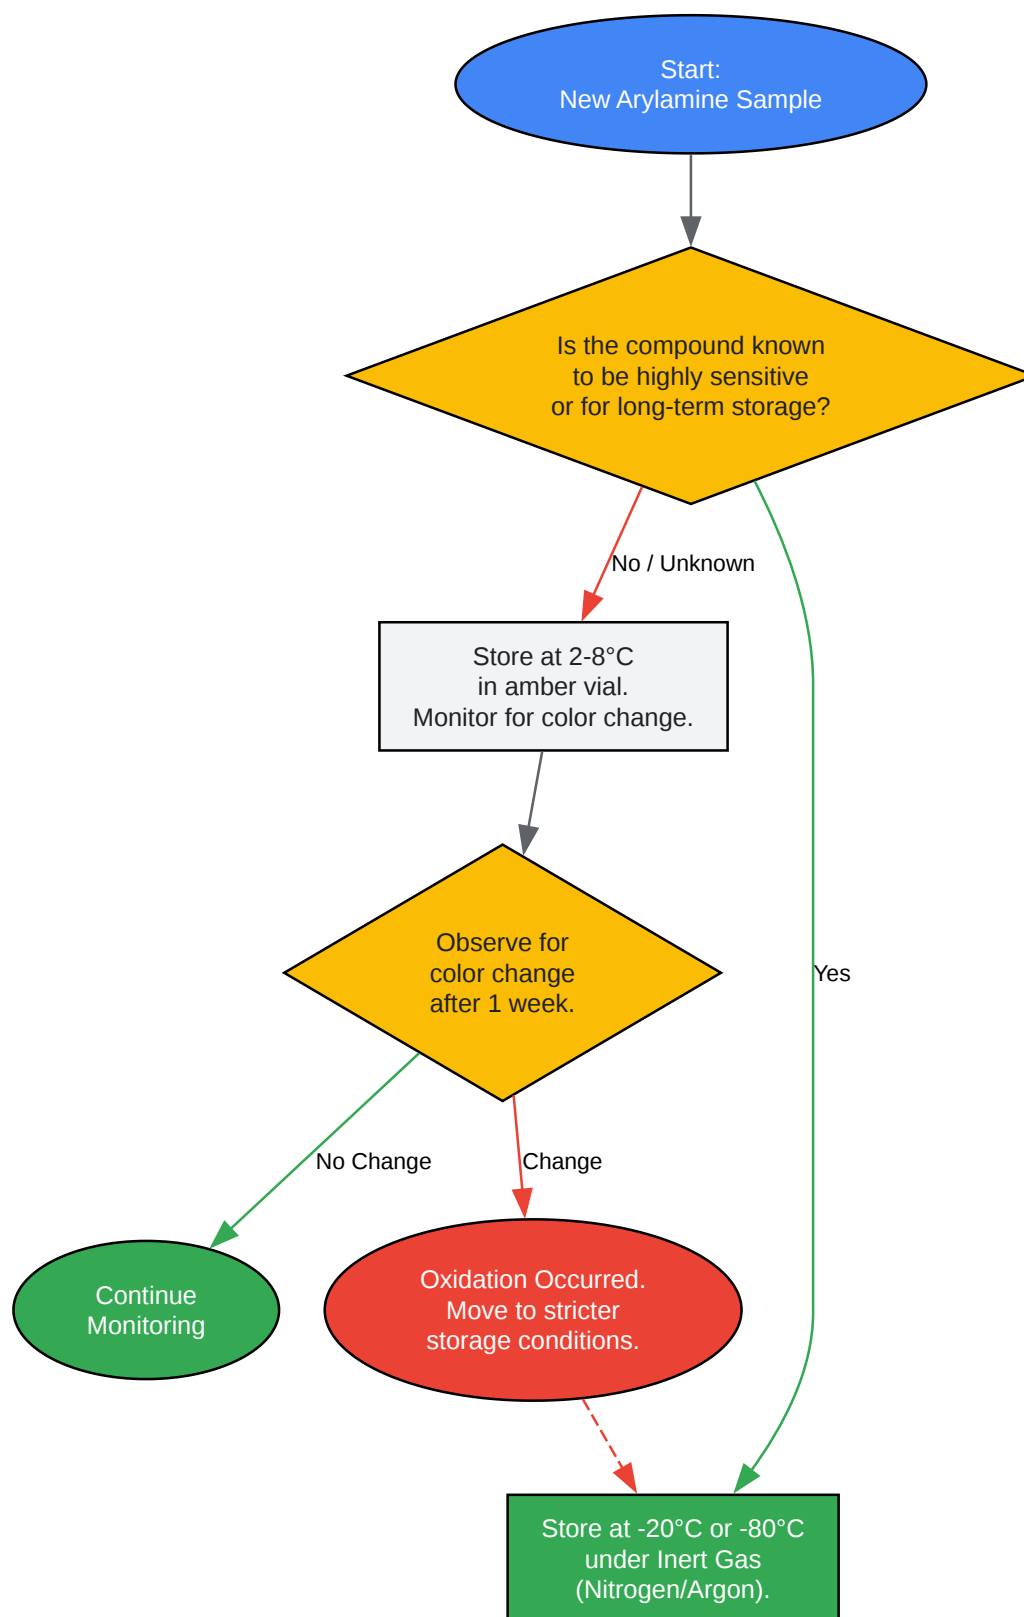 Start:
New Arylamine Sample
Is the compound known
to be highly sensitive
or for long-term storage?
No / Unknown
Store at 2-8°C
in amber vial.
Monitor for color change.
Observe for
color change
after 1 week.
Yes
No Change
Change
Oxidation Occurred.
Move to stricter
storage conditions.
Continue
Monitoring
Store at -20°C or -80°C
under Inert Gas
(Nitrogen/Argon).